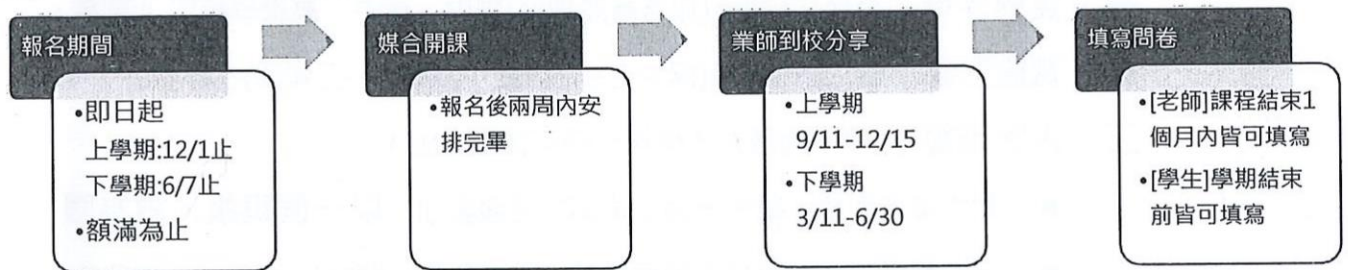 報名期間
•即日起
上學期:12/1止
下學期:6/7止
•額滿為止
媒合開課
•報名後兩周內安
排完畢
業師到校分享
•上學期
9/11-12/15
•下學期
3/11-6/30
填寫問卷
•[老師]課程結束1
個月內皆可填寫
•[學生]學期結束
前皆可填寫